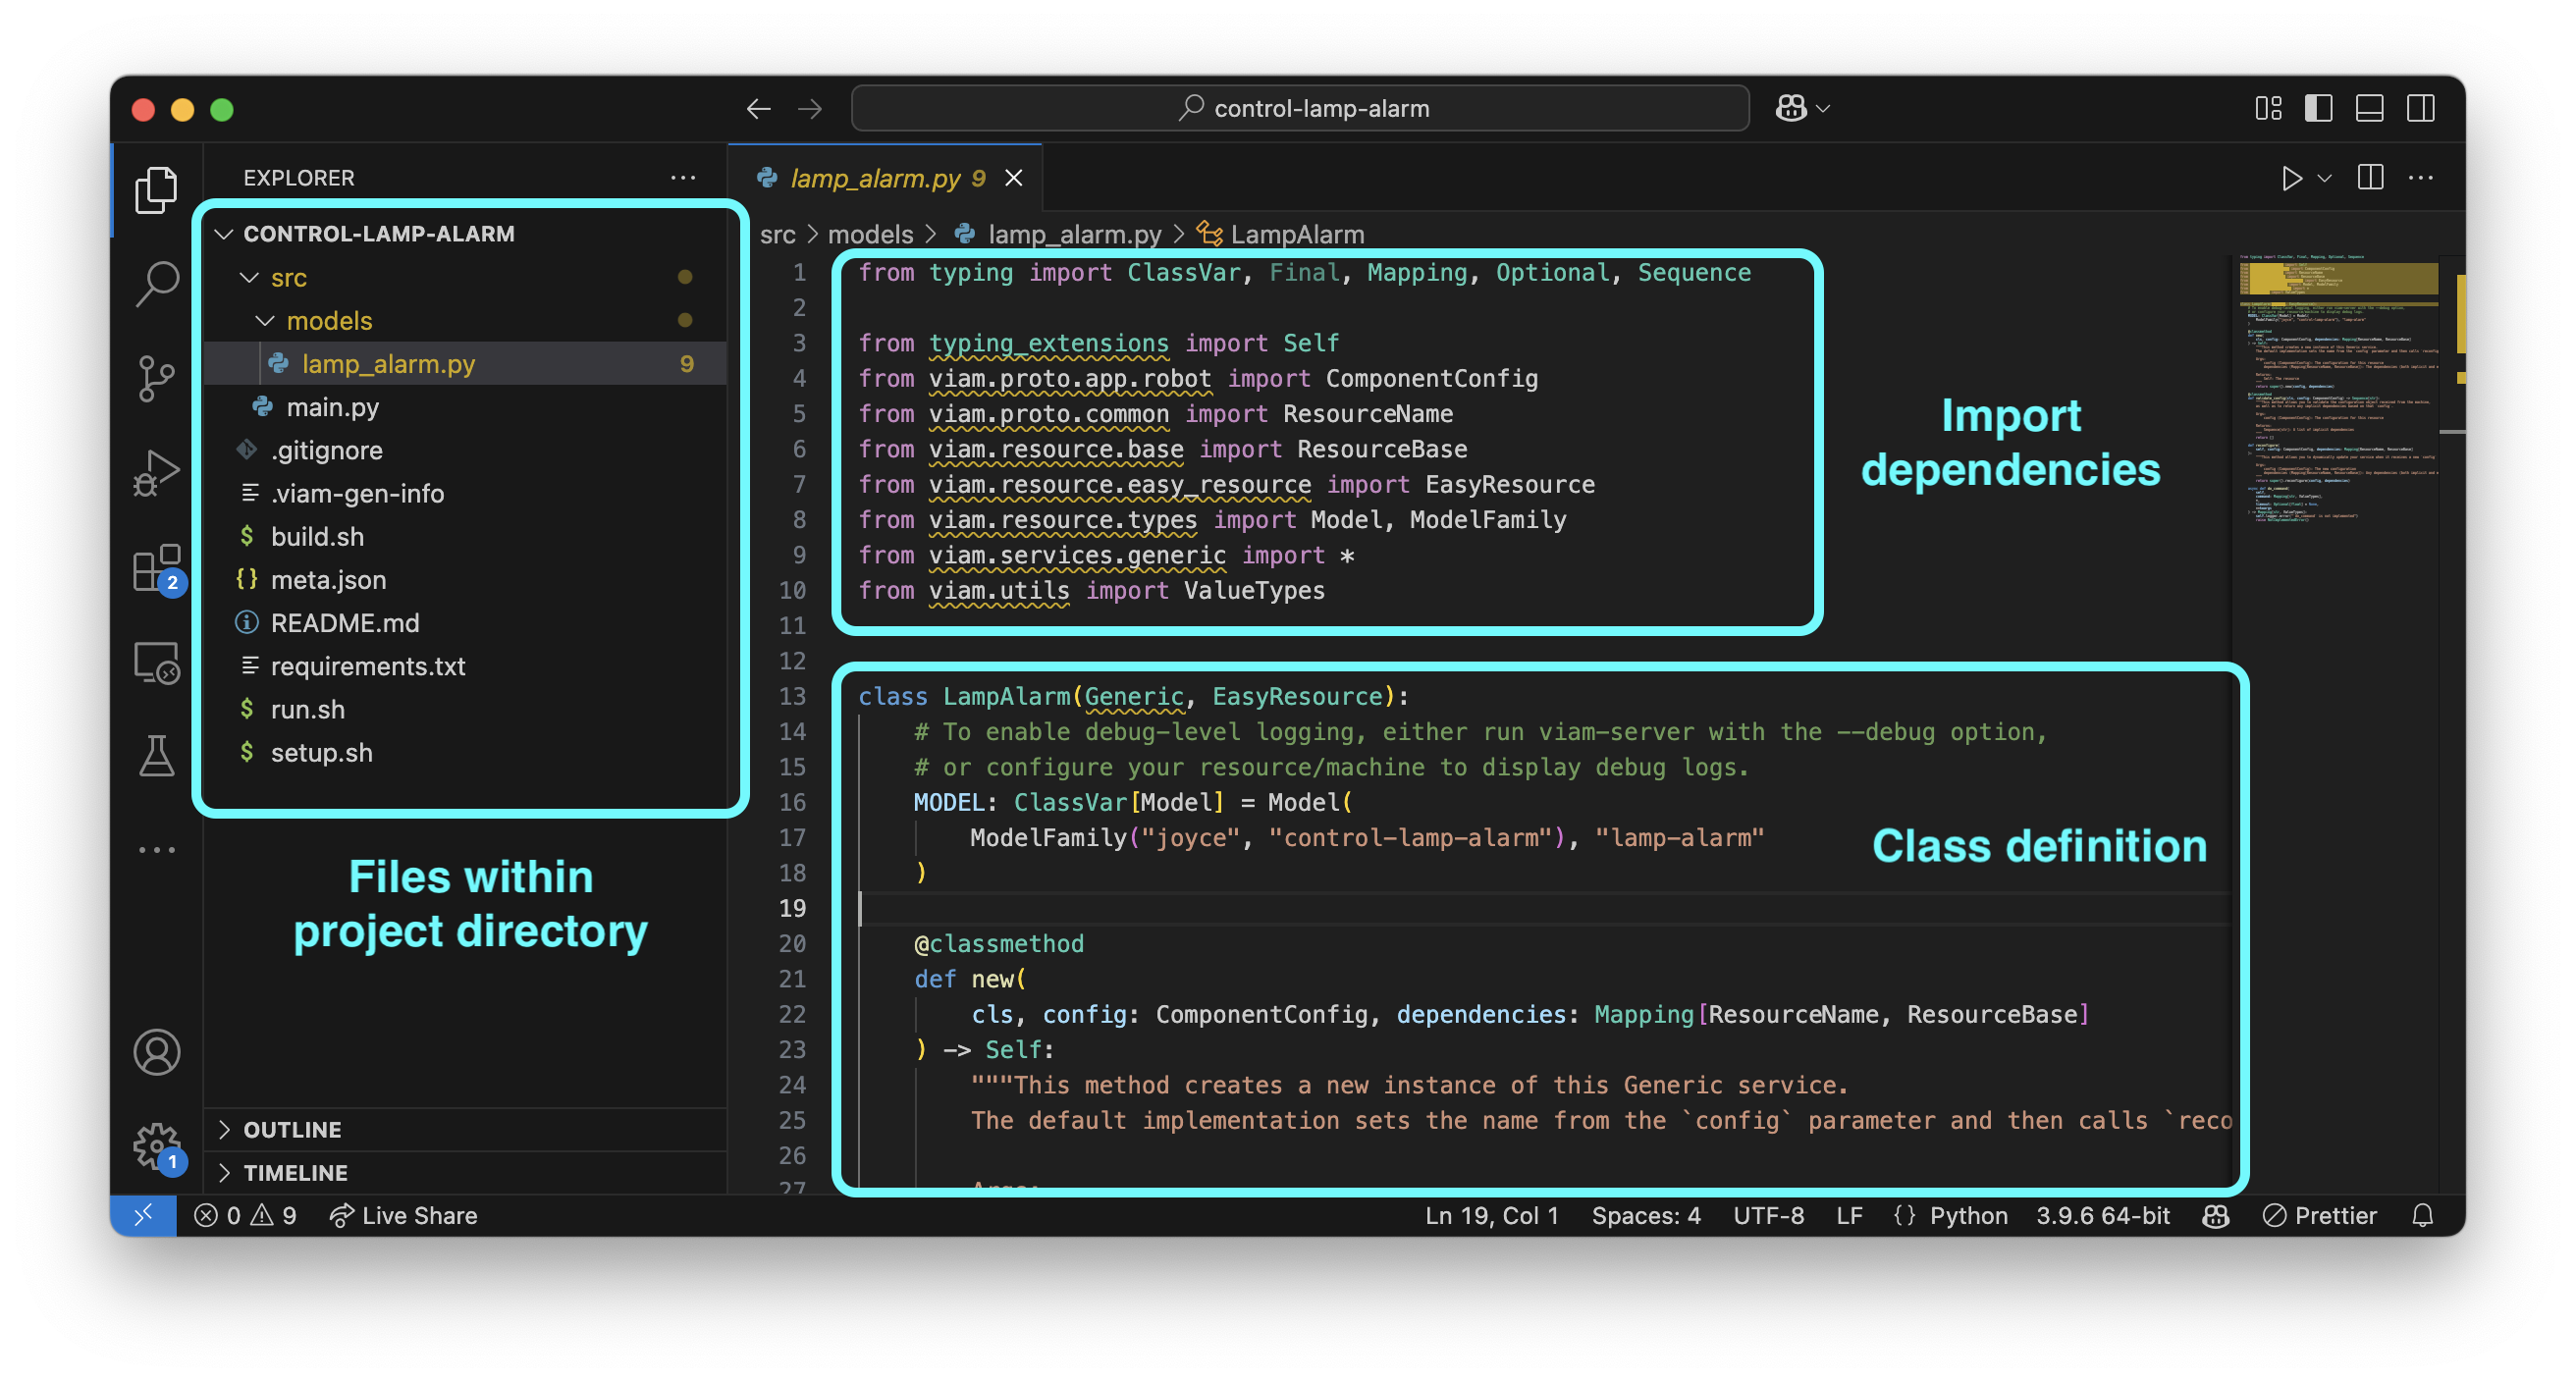 control-lamp-alarm
EXPLORER
lamp_alarm.py 9
CONTROL-LAMP-ALARM
src
models
lamp_alarm.py 9
main.py
.gitignore
.viam-gen-info
build.sh
meta.json
README.md
requirements.txt
run.sh
setup.sh
2
Files within
project directory
OUTLINE
TIMELINE
1
src > models > lamp_alarm.py > LampAlarm
1 from typing import ClassVar, Final, Mapping, Optional, Sequence
2
3 from typing_extensions import Self
4 from viam.proto.app.robot import ComponentConfig
5 from viam.proto.common import ResourceName
6 from viam.resource.base import ResourceBase
7 from viam.resource.easy_resource import EasyResource
8 from viam.resource.types import Model, ModelFamily
9 from viam.services.generic import *
10 from viam.utils import ValueTypes
11
12
Import
dependencies
13 class LampAlarm(Generic, EasyResource):
14 # To enable debug-level logging, either run viam-server with the --debug option,
15 # or configure your resource/machine to display debug logs.
16 MODEL: ClassVar[Model] = Model(
17 ModelFamily("joyce", "control-lamp-alarm"), "lamp-alarm"
18 )
19
20 @classmethod
21 def new(
22 cls, config: ComponentConfig, dependencies: Mapping[ResourceName, ResourceBase]
23 ) -> Self:
24 """This method creates a new instance of this Generic service.
25 The default implementation sets the name from the `config` parameter and then calls `reco
26
27 Args:
Class definition
0 9 Live Share
Ln 19, Col 1 Spaces: 4 UTF-8 LF {} Python 3.9.6 64-bit Prettier